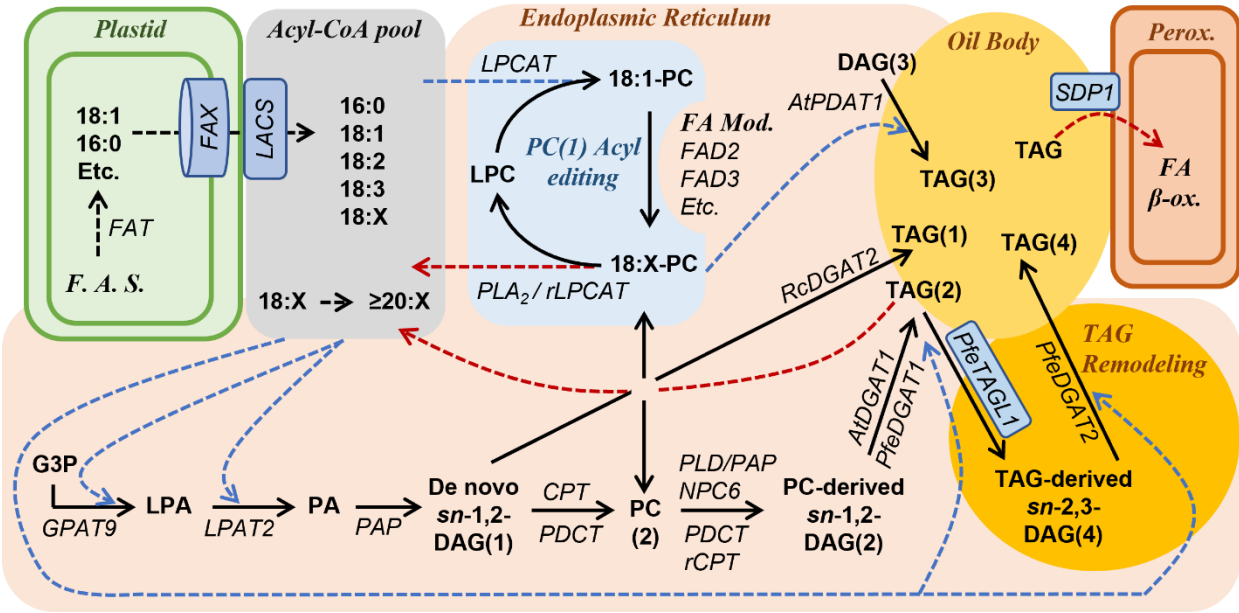 Plastid
18:1
16:0
Etc.
FAT
F. A. S.
FAX
LACS
Acyl-CoA pool
16:0
18:1
18:2
18:3
18:X
18:X
≥20:X
Endoplasmic Reticulum
LPCAT
18:1-PC
PC(1) Acyl
editing
LPC
FA Mod.
FAD2
FAD3
Etc.
18:X-PC
PLA2 / rLPCAT
Oil Body
DAG(3)
AtPDAT1
TAG(3)
TAG
SDP1
Perox.
FA
β-ox.
TAG(1)
RcDGAT2
TAG(2)
TAG(4)
TAG
Remodeling
PfeTAGL1
PfeDGAT2
AtDGAT1
PfeDGAT1
G3P
GPAT9
LPA
LPAT2
PA
PAP
De novo
sn-1,2-
DAG(1)
CPT
PDCT
PC
(2)
PLD/PAP
NPC6
PDCT
rCPT
PC-derived
sn-1,2-
DAG(2)
TAG-derived
sn-2,3-
DAG(4)